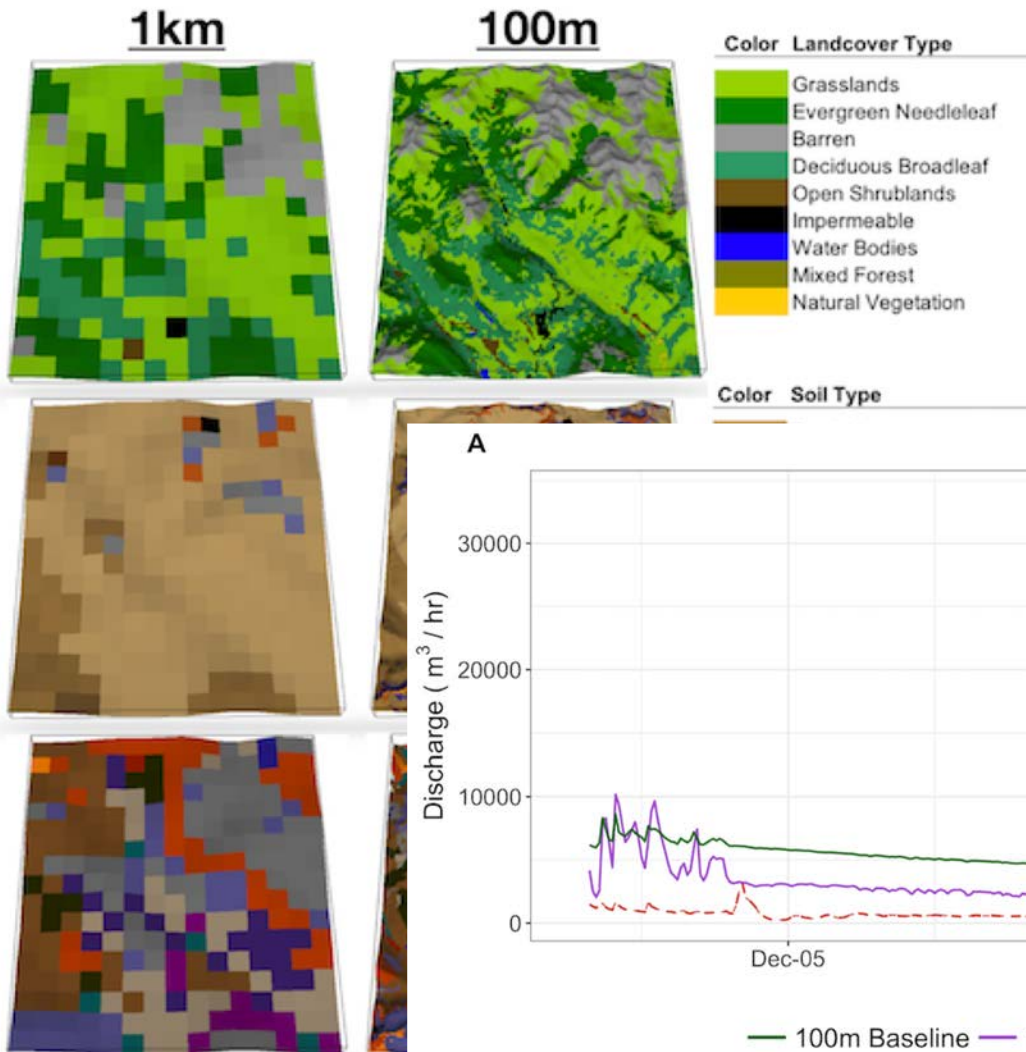 1km
100m
Color Landcover Type
Grasslands
Evergreen Needleleaf
Barren
Deciduous Broadleaf
Open Shrublands
Impermeable
Water Bodies
Mixed Forest
Natural Vegetation
Color Soil Type
A
Discharge ( m³ / hr)
30000
20000
10000
0
Dec-05
100m Baseline